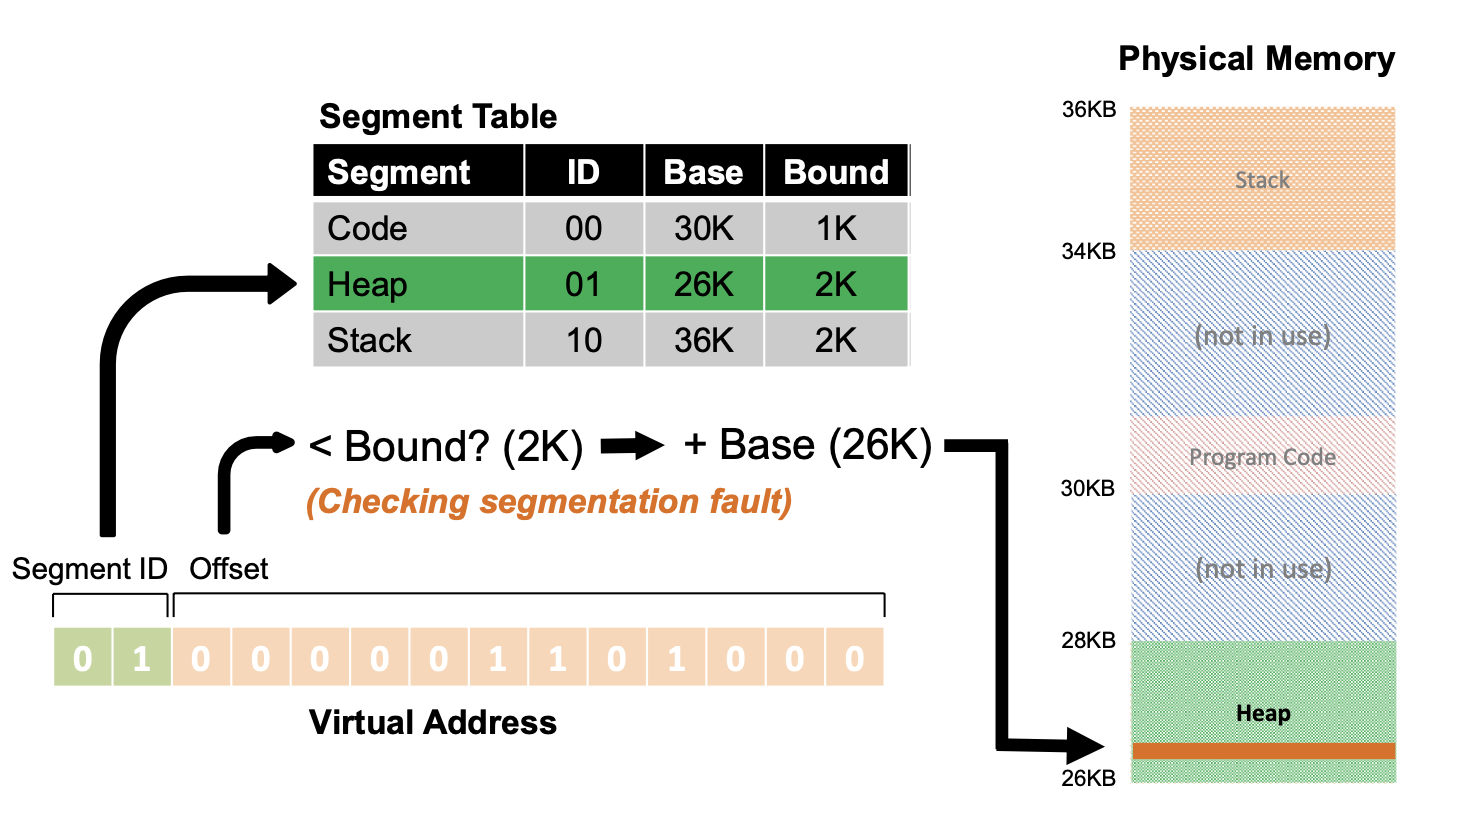 Physical Memory
Segment Table
Segment ID Base Bound
Code 00 30K 1K
Heap 01 26K 2K
Stack 10 36K 2K
< Bound? (2K) + Base (26K)
(Checking segmentation fault)
Segment ID Offset
0 1 0 0 0 0 0 1 1 0 1 0 0 0
Virtual Address
36KB
Stack
34KB
(not in use)
Program Code
30KB
(not in use)
28KB
Heap
26KB